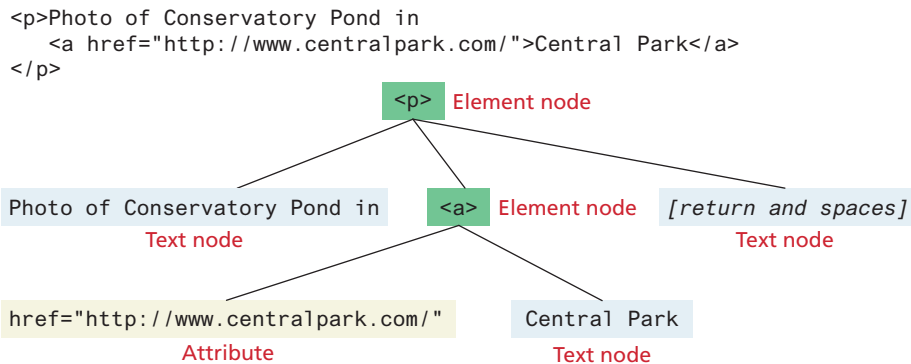 <p>Photo of Conservatory Pond in
   <a href="http://www.centralpark.com/">Central Park</a>
</p>
<p> Element node
Photo of Conservatory Pond in <a> Element node [return and spaces]
Text node Text node
href="http://www.centralpark.com/" Central Park
Attribute Text node